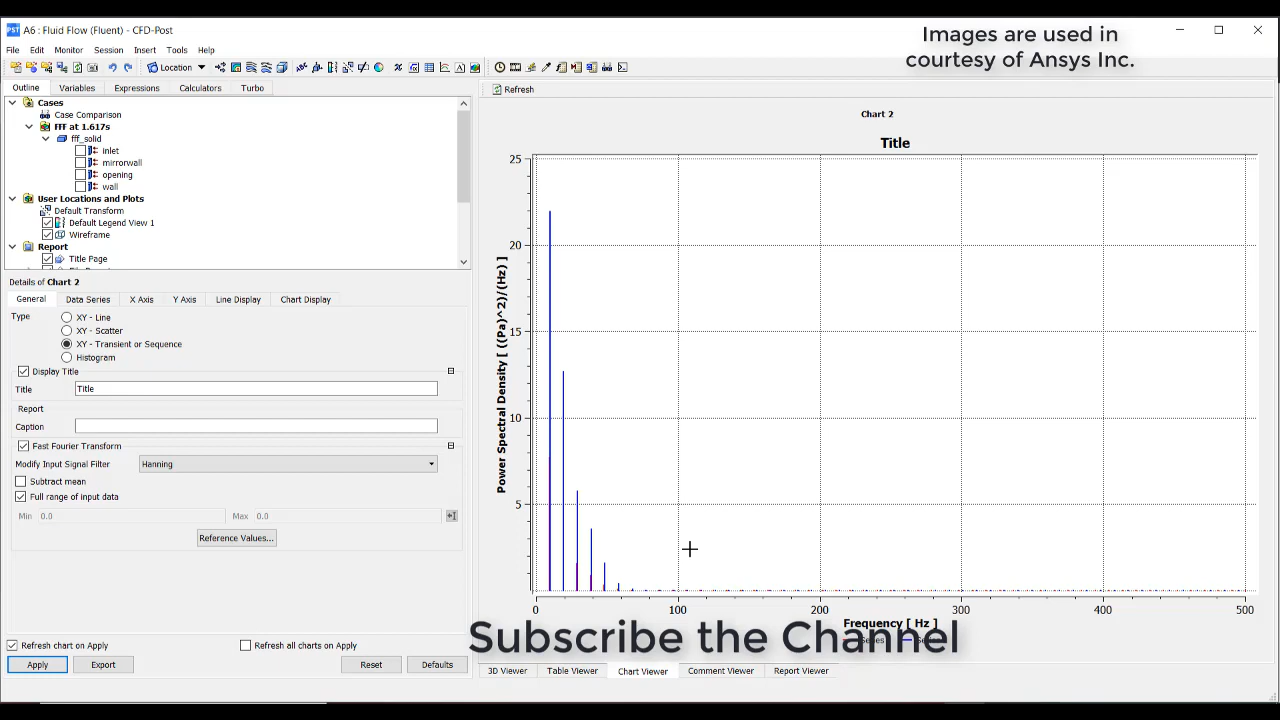 A6 : Fluid Flow (Fluent) - CFD-Post
Images are used in
courtesy of Ansys Inc.
File Edit Monitor Session Insert Tools Help
Location
Outline Variables Expressions Calculators Turbo
Refresh
Cases
Case Comparison
FFF at 1.617s
fff_solid
inlet
mirrorwall
opening
wall
User Locations and Plots
Default Transform
Default Legend View 1
Wireframe
Report
Title Page
Details of Chart 2
General Data Series X Axis Y Axis Line Display Chart Display
Type
XY - Line
XY - Scatter
XY - Transient or Sequence
Histogram
Display Title
Title Title
Report
Caption
Fast Fourier Transform
Modify Input Signal Filter Hanning
Subtract mean
Full range of input data
Min 0.0 Max 0.0
Reference Values...
Refresh chart on Apply Refresh all charts on Apply
Apply Export Reset Defaults
Chart 2
Title
25
20
15
10
5
Power Spectral Density [ ((Pa)^2)/(Hz) ]
0 100 200 300 400 500
Frequency [ Hz ]
Subscribe the Channel
3D Viewer Table Viewer Chart Viewer Comment Viewer Report Viewer